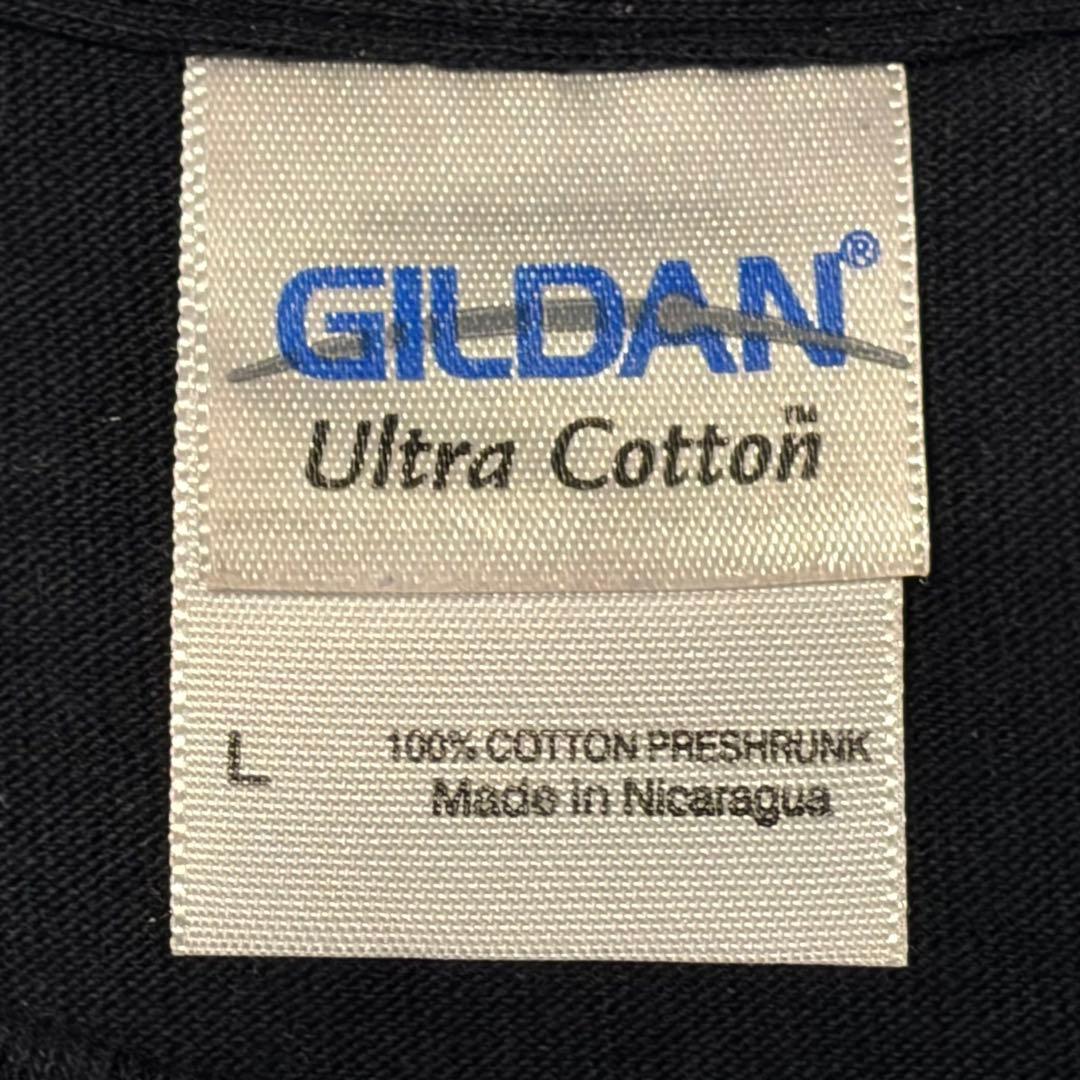 GILDAN®
Ultra Cotton™
L 100% COTTON PRESHRUNK
Made in Nicaragua